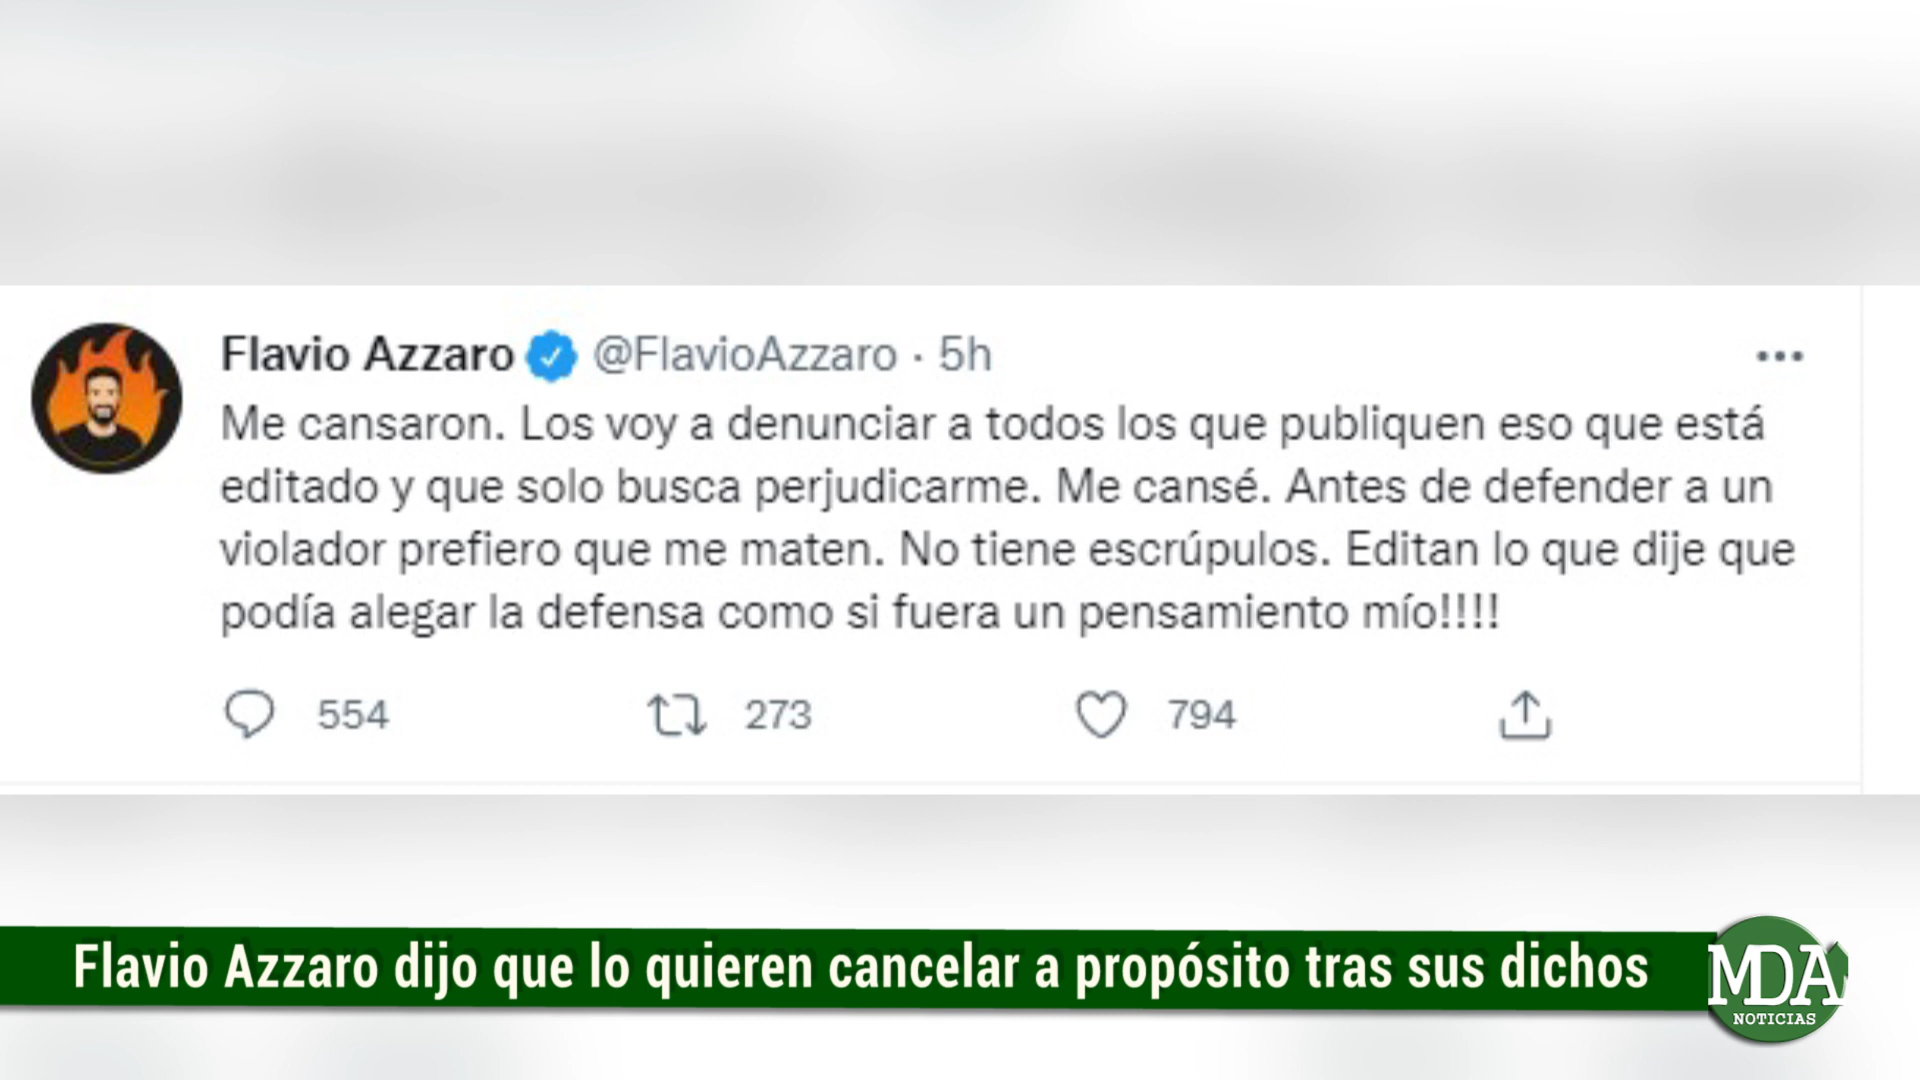 Flavio Azzaro @FlavioAzzaro · 5h
Me cansaron. Los voy a denunciar a todos los que publiquen eso que está
editado y que solo busca perjudicarme. Me cansé. Antes de defender a un
violador prefiero que me maten. No tiene escrúpulos. Editan lo que dije que
podía alegar la defensa como si fuera un pensamiento mío!!!!
554 273 794
Flavio Azzaro dijo que lo quieren cancelar a propósito tras sus dichos
MDA
NOTICIAS